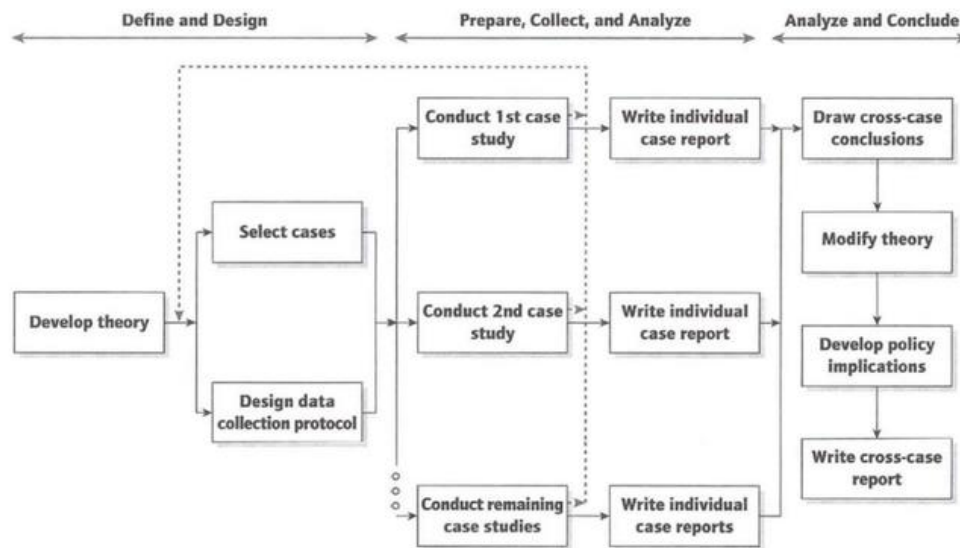 Define and Design
Prepare, Collect, and Analyze
Analyze and Conclude
Develop theory
Select cases
Design data
collection protocol
Conduct 1st case
study
Write individual
case report
Conduct 2nd case
study
Write individual
case report
Conduct remaining
case studies
Write individual
case reports
Draw cross-case
conclusions
Modify theory
Develop policy
implications
Write cross-case
report